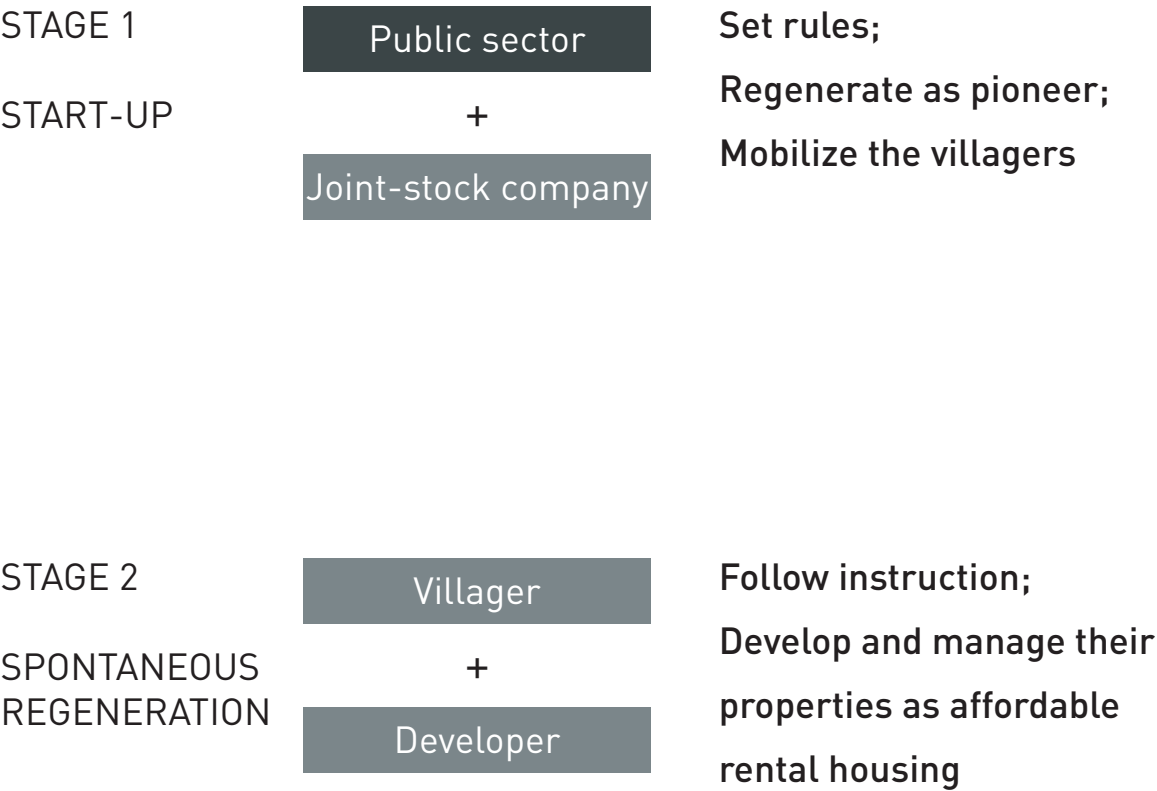 STAGE 1
START-UP
Public sector
+
Joint-stock company
Set rules;
Regenerate as pioneer;
Mobilize the villagers
STAGE 2
SPONTANEOUS
REGENERATION
Villager
+
Developer
Follow instruction;
Develop and manage their
properties as affordable
rental housing